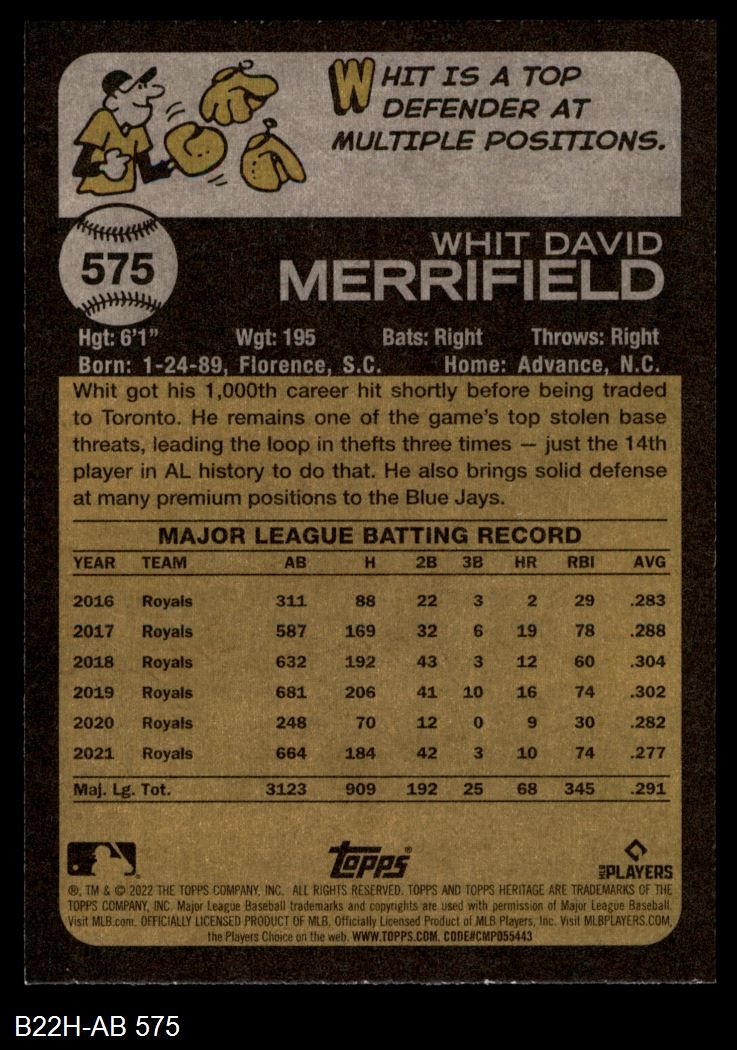 WHIT IS A TOP
DEFENDER AT
MULTIPLE POSITIONS.
575
WHIT DAVID
MERRIFIELD
Hgt: 6'1" Wgt: 195 Bats: Right Throws: Right
Born: 1-24-89, Florence, S.C. Home: Advance, N.C.
Whit got his 1,000th career hit shortly before being traded
to Toronto. He remains one of the game's top stolen base
threats, leading the loop in thefts three times — just the 14th
player in AL history to do that. He also brings solid defense
at many premium positions to the Blue Jays.
MAJOR LEAGUE BATTING RECORD
YEAR TEAM AB H 2B 3B HR RBI AVG
2016 Royals 311 88 22 3 2 29 .283
2017 Royals 587 169 32 6 19 78 .288
2018 Royals 632 192 43 3 12 60 .304
2019 Royals 681 206 41 10 16 74 .302
2020 Royals 248 70 12 0 9 30 .282
2021 Royals 664 184 42 3 10 74 .277
Maj. Lg. Tot. 3123 909 192 25 68 345 .291
Topps®
MLB PLAYERS
®, TM & © 2022 THE TOPPS COMPANY, INC. ALL RIGHTS RESERVED. TOPPS AND TOPPS HERITAGE ARE TRADEMARKS OF THE
TOPPS COMPANY, INC. Major League Baseball trademarks and copyrights are used with permission of Major League Baseball.
Visit MLB.com. OFFICIALLY LICENSED PRODUCT OF MLB. Officially Licensed Product of MLB Players, Inc. Visit MLBPLAYERS.COM,
the Players Choice on the web. WWW.TOPPS.COM. CODE#CMP055443
B22H-AB 575